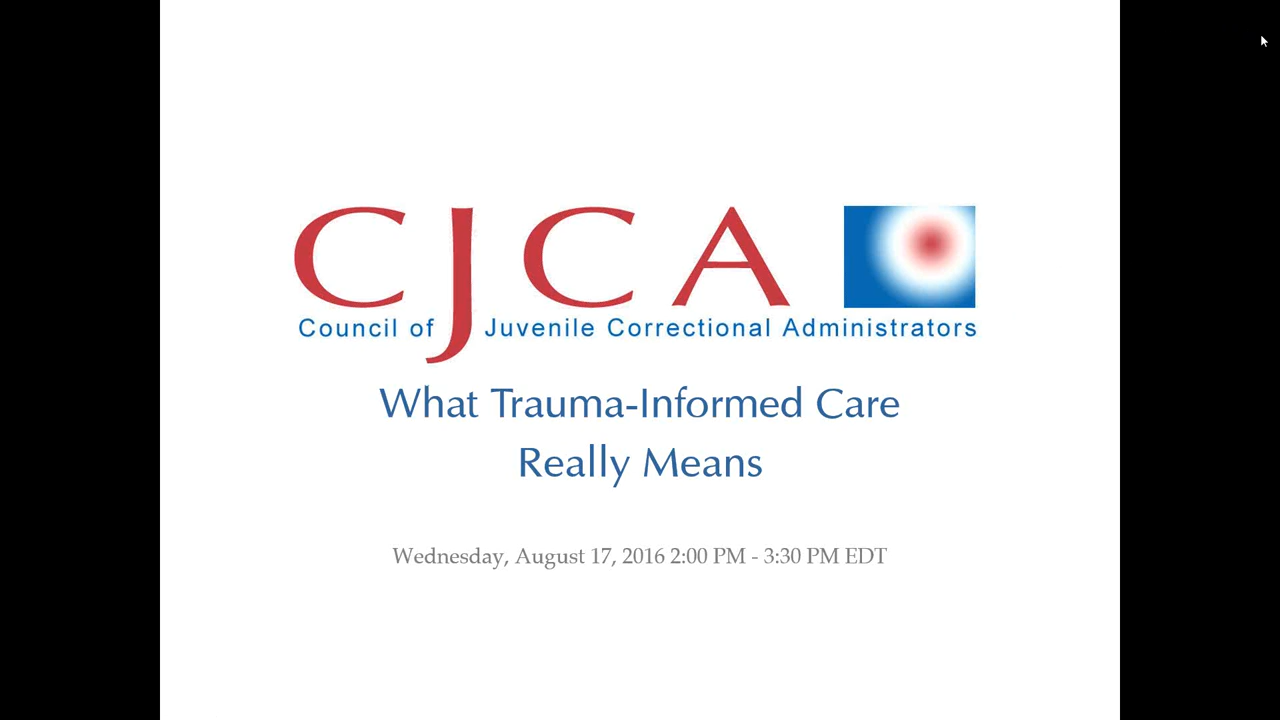 CJCA
Council of Juvenile Correctional Administrators
What Trauma-Informed Care
Really Means
Wednesday, August 17, 2016 2:00 PM - 3:30 PM EDT